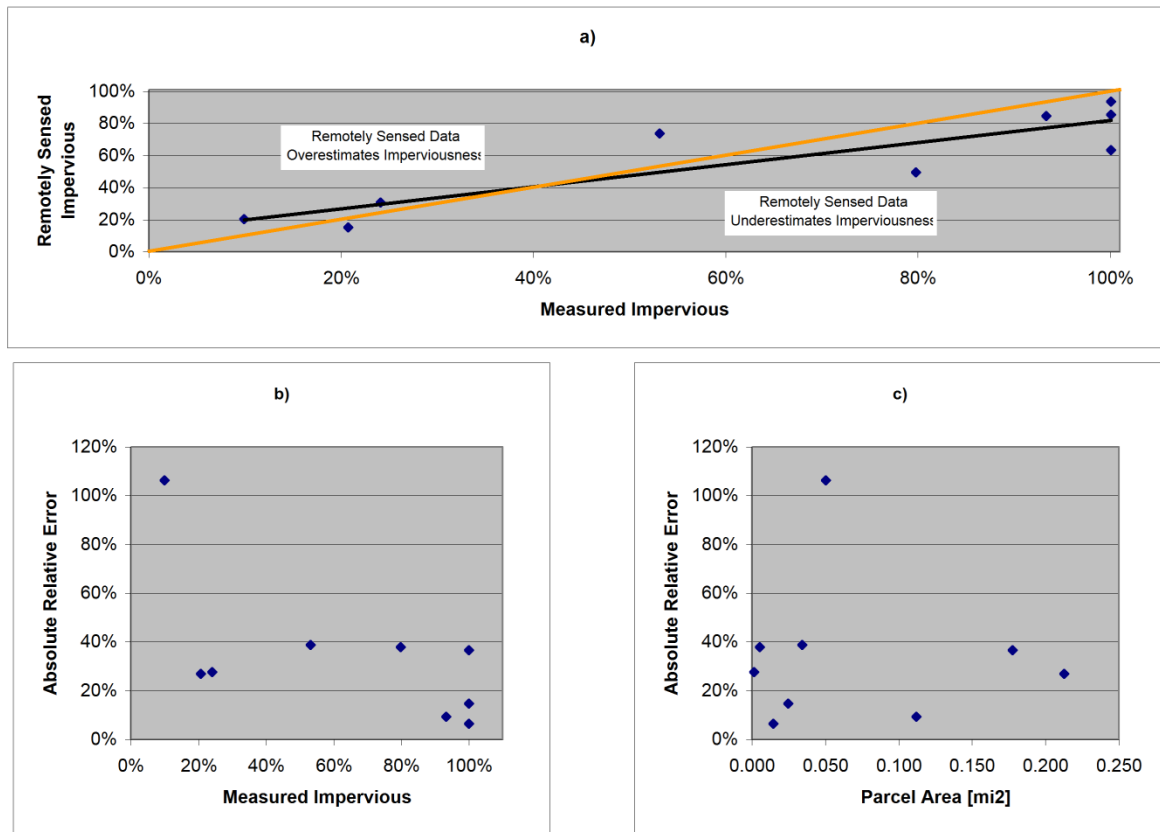 a)
Remotely Sensed
Impervious
100%
80%
60%
40%
20%
0%
Remotely Sensed Data
Overestimates Imperviousness
Remotely Sensed Data
Underestimates Imperviousness
0% 20% 40% 60% 80% 100%
Measured Impervious
b)
Absolute Relative Error
120%
100%
80%
60%
40%
20%
0%
0% 20% 40% 60% 80% 100%
Measured Impervious
c)
Absolute Relative Error
120%
100%
80%
60%
40%
20%
0%
0.000 0.050 0.100 0.150 0.200 0.250
Parcel Area [mi2]